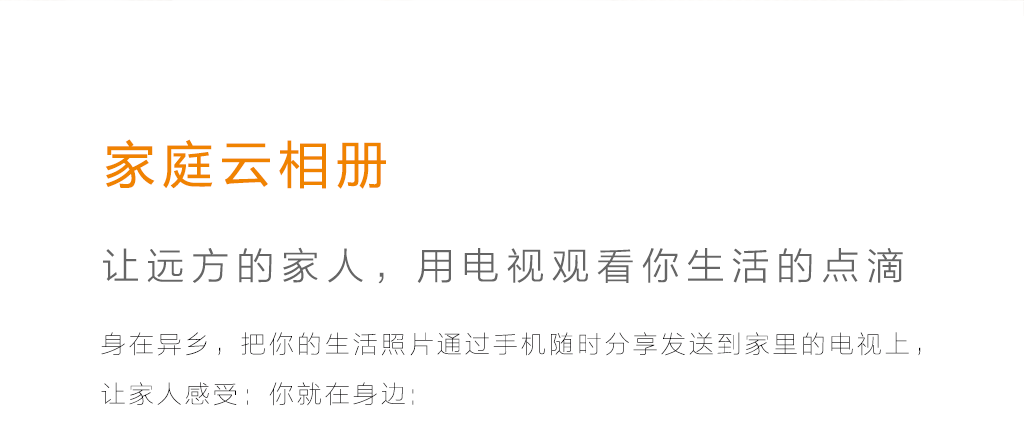 家庭云相册
让远方的家人，用电视观看你生活的点滴
身在异乡，把你的生活照片通过手机随时分享发送到家里的电视上，
让家人感受：你就在身边；